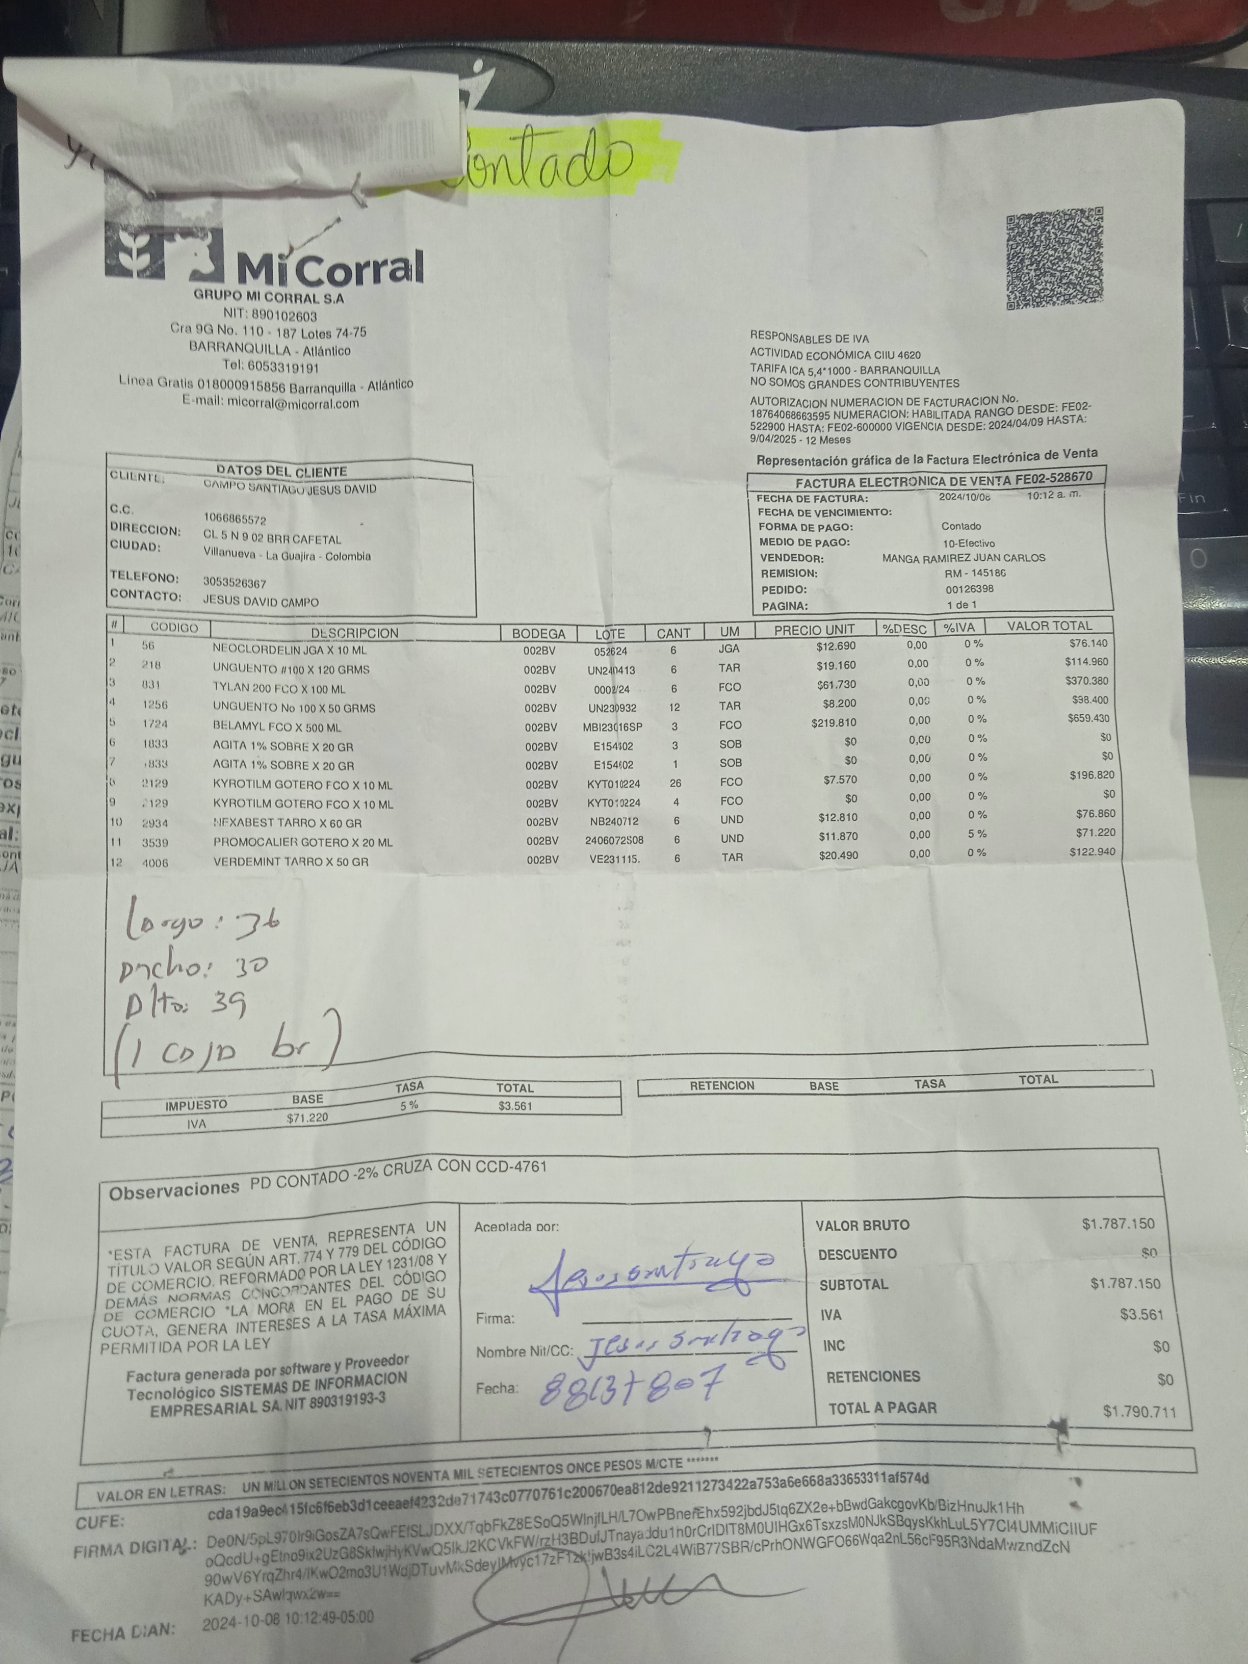 Contado
Mi Corral
GRUPO MI CORRAL S.A
NIT: 890102603
Cra 9G No. 110 - 187 Lotes 74-75
BARRANQUILLA - Atlántico
Tel: 6053319191
Línea Gratis 018000915856 Barranquilla - Atlántico
E-mail: micorral@micorral.com
RESPONSABLES DE IVA
ACTIVIDAD ECONÓMICA CIIU 4620
TARIFA ICA 5,4*1000 - BARRANQUILLA
NO SOMOS GRANDES CONTRIBUYENTES
AUTORIZACION NUMERACION DE FACTURACION No.
18764068663595 NUMERACION: HABILITADA RANGO DESDE: FE02-
522900 HASTA: FE02-600000 VIGENCIA DESDE: 2024/04/09 HASTA:
9/04/2025 - 12 Meses
Representación gráfica de la Factura Electrónica de Venta
DATOS DEL CLIENTE
CLIENTE: CAMPO SANTIAGO JESUS DAVID
C.C. 1066865572
DIRECCION: CL 5 N 9 02 BRR CAFETAL
CIUDAD: Villanueva - La Guajira - Colombia
TELEFONO: 3053526367
CONTACTO: JESUS DAVID CAMPO
FACTURA ELECTRONICA DE VENTA FE02-528670
FECHA DE FACTURA: 2024/10/08 10:12 a. m.
FECHA DE VENCIMIENTO:
FORMA DE PAGO: Contado
MEDIO DE PAGO: 10-Efectivo
VENDEDOR: MANGA RAMIREZ JUAN CARLOS
REMISION: RM - 145186
PEDIDO: 00126398
PAGINA: 1 de 1
# CODIGO DESCRIPCION BODEGA LOTE CANT UM PRECIO UNIT %DESC %IVA VALOR TOTAL
1 56 NEOCLORDELIN JGA X 10 ML 002BV 052624 6 JGA $12.690 0,00 0 % $76.140
2 218 UNGUENTO #100 X 120 GRMS 002BV UN240413 6 TAR $19.160 0,00 0 % $114.960
3 831 TYLAN 200 FCO X 100 ML 002BV 0002/24 6 FCO $61.730 0,00 0 % $370.380
4 1256 UNGUENTO No 100 X 50 GRMS 002BV UN230932 12 TAR $8.200 0,00 0 % $98.400
5 1724 BELAMYL FCO X 500 ML 002BV MBI23016SP 3 FCO $219.810 0,00 0 % $659.430
6 1833 AGITA 1% SOBRE X 20 GR 002BV E154402 3 SOB $0 0,00 0 % $0
7 1833 AGITA 1% SOBRE X 20 GR 002BV E154402 1 SOB $0 0,00 0 % $0
8 2129 KYROTILM GOTERO FCO X 10 ML 002BV KYT010224 26 FCO $7.570 0,00 0 % $196.820
9 2129 KYROTILM GOTERO FCO X 10 ML 002BV KYT010224 4 FCO $0 0,00 0 % $0
10 2934 NEXABEST TARRO X 60 GR 002BV NB240712 6 UND $12.810 0,00 0 % $76.860
11 3539 PROMOCALIER GOTERO X 20 ML 002BV 2406072S08 6 UND $11.870 0,00 5 % $71.220
12 4006 VERDEMINT TARRO X 50 GR 002BV VE231115. 6 TAR $20.490 0,00 0 % $122.940
Largo: 36
Ancho: 30
Alto: 39
(1 caja br)
IMPUESTO BASE TASA TOTAL
IVA $71.220 5 % $3.561
RETENCION BASE TASA TOTAL
Observaciones PD CONTADO -2% CRUZA CON CCD-4761
*ESTA FACTURA DE VENTA, REPRESENTA UN
TÍTULO VALOR SEGÚN ART. 774 Y 779 DEL CÓDIGO
DE COMERCIO. REFORMADO POR LA LEY 1231/08 Y
DEMÁS NORMAS CONCORDANTES DEL CÓDIGO
DE COMERCIO *LA MORA EN EL PAGO DE SU
CUOTA, GENERA INTERESES A LA TASA MÁXIMA
PERMITIDA POR LA LEY
Factura generada por software y Proveedor
Tecnológico SISTEMAS DE INFORMACION
EMPRESARIAL SA. NIT 890319193-3
Aceptada por:
Firma:
Nombre Nit/CC: Jesus santiago
Fecha: 88137807
VALOR BRUTO $1.787.150
DESCUENTO $0
SUBTOTAL $1.787.150
IVA $3.561
INC $0
RETENCIONES $0
TOTAL A PAGAR $1.790.711
VALOR EN LETRAS: UN MILLON SETECIENTOS NOVENTA MIL SETECIENTOS ONCE PESOS M/CTE *******
CUFE:
FIRMA DIGITAL:
FECHA DIAN: 2024-10-08 10:12:49-05:00
Fin